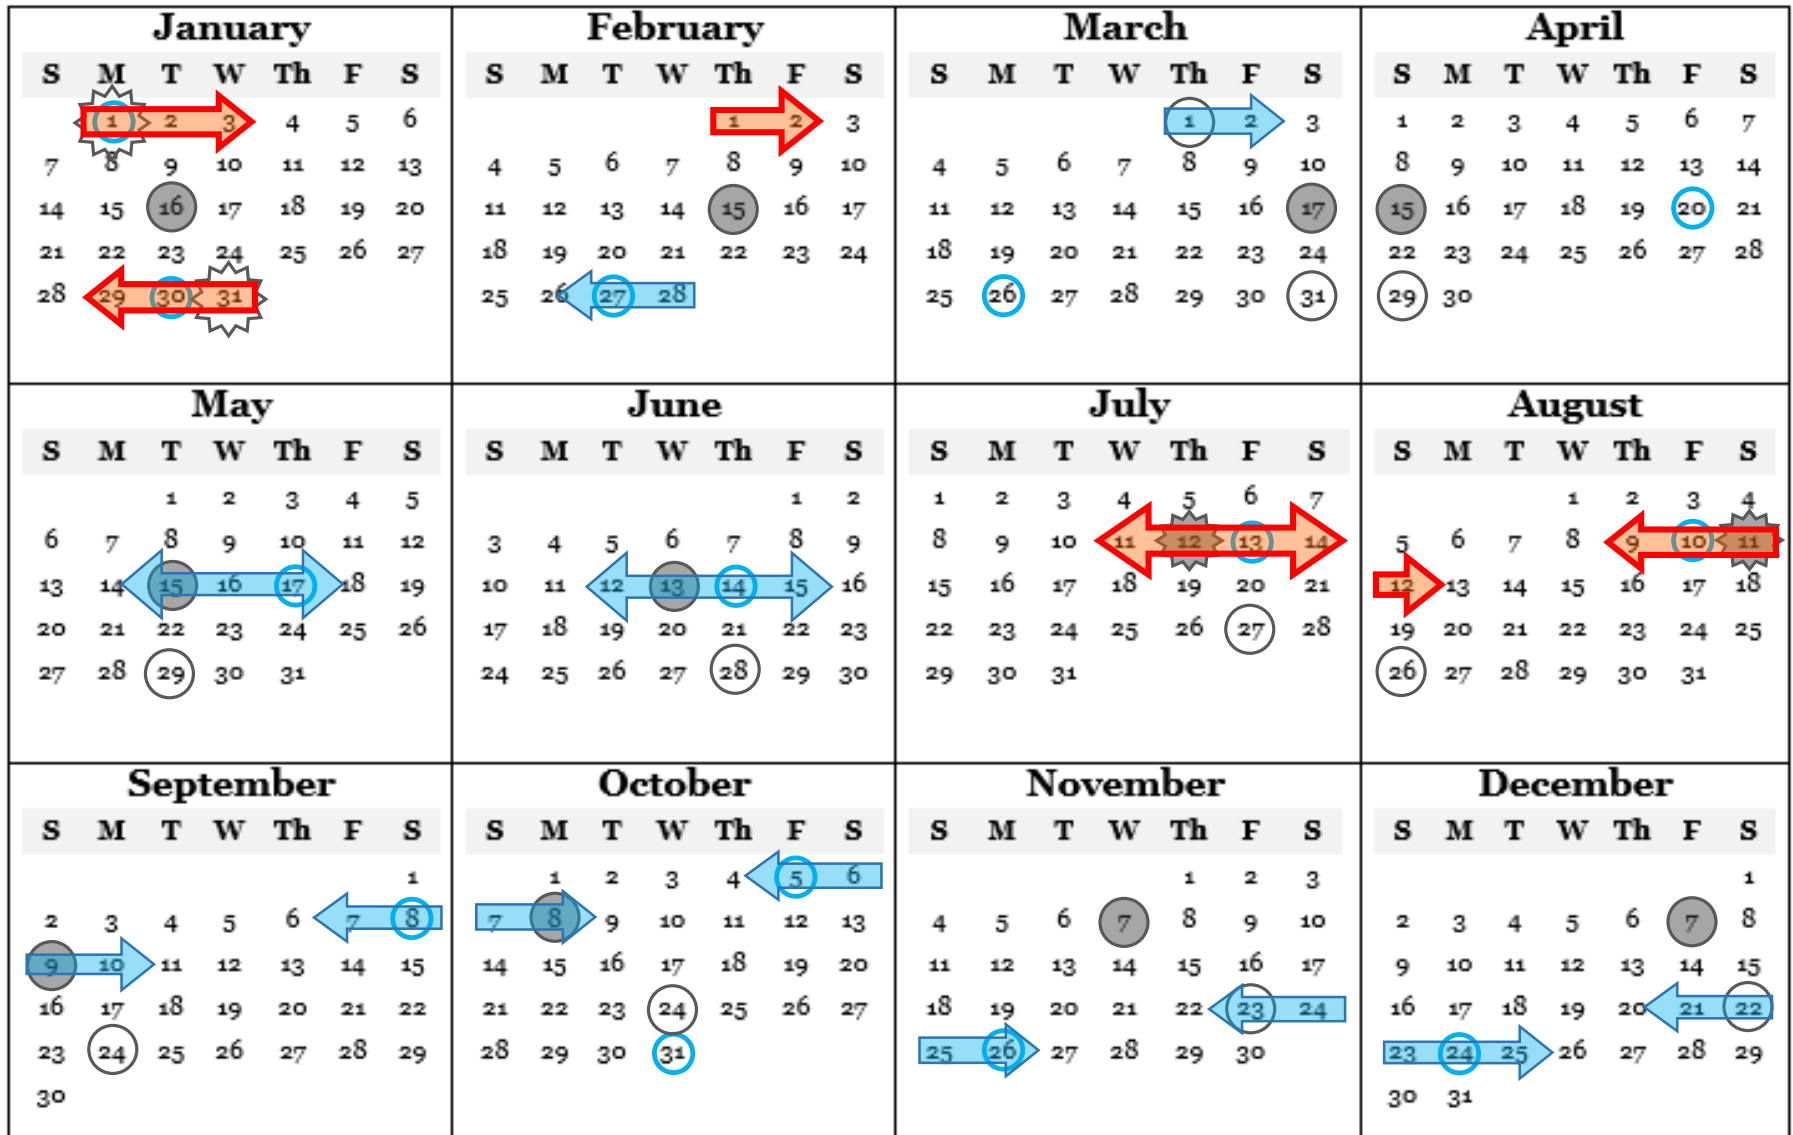 January February March April
S M T W Th F S S M T W Th F S S M T W Th F S S M T W Th F S
1 2 3 4 5 6 1 2 3 1 2 3 1 2 3 4 5 6 7
7 8 9 10 11 12 13 4 5 6 7 8 9 10 4 5 6 7 8 9 10 8 9 10 11 12 13 14
14 15 16 17 18 19 20 11 12 13 14 15 16 17 11 12 13 14 15 16 17 15 16 17 18 19 20 21
21 22 23 24 25 26 27 18 19 20 21 22 23 24 18 19 20 21 22 23 24 22 23 24 25 26 27 28
28 29 30 31 25 26 27 28 25 26 27 28 29 30 31 29 30
May June July August
S M T W Th F S S M T W Th F S S M T W Th F S S M T W Th F S
1 2 3 4 5 1 2 1 2 3 4 5 6 7 1 2 3 4
6 7 8 9 10 11 12 3 4 5 6 7 8 9 8 9 10 11 12 13 14 5 6 7 8 9 10 11
13 14 15 16 17 18 19 10 11 12 13 14 15 16 15 16 17 18 19 20 21 12 13 14 15 16 17 18
20 21 22 23 24 25 26 17 18 19 20 21 22 23 22 23 24 25 26 27 28 19 20 21 22 23 24 25
27 28 29 30 31 24 25 26 27 28 29 30 29 30 31 26 27 28 29 30 31
September October November December
S M T W Th F S S M T W Th F S S M T W Th F S S M T W Th F S
1 1 2 3 4 5 6 1 2 3 1
2 3 4 5 6 7 8 7 8 9 10 11 12 13 4 5 6 7 8 9 10 2 3 4 5 6 7 8
9 10 11 12 13 14 15 14 15 16 17 18 19 20 11 12 13 14 15 16 17 9 10 11 12 13 14 15
16 17 18 19 20 21 22 21 22 23 24 25 26 27 18 19 20 21 22 23 24 16 17 18 19 20 21 22
23 24 25 26 27 28 29 28 29 30 31 25 26 27 28 29 30 23 24 25 26 27 28 29
30 30 31